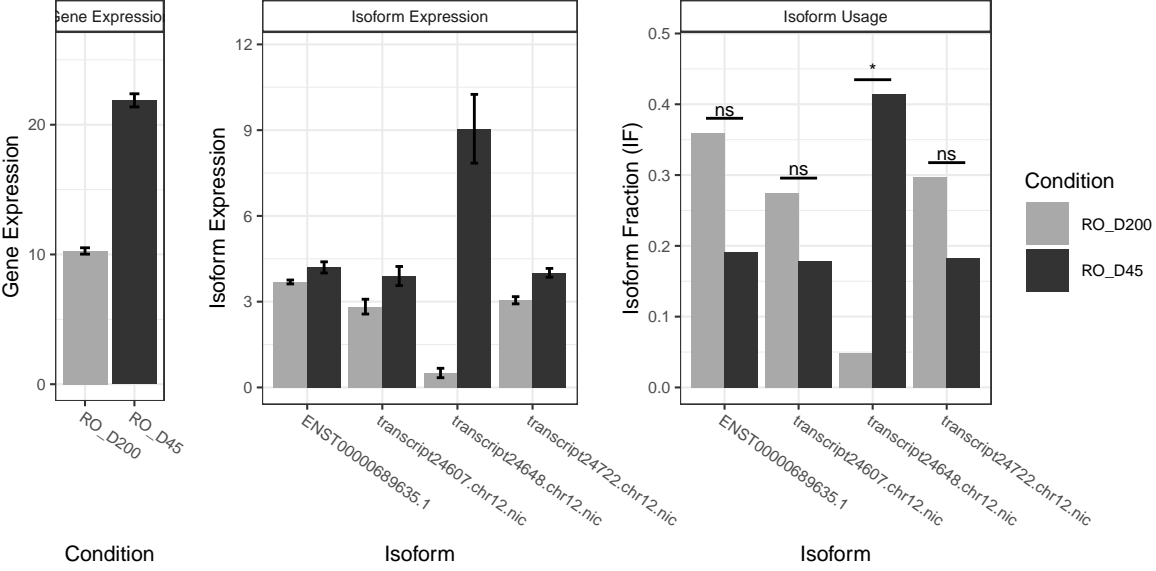 Gene Expression
Gene Expression
20
10
0
RO_D200
RO_D45
Condition
Isoform Expression
Isoform Expression
12
9
6
3
0
ENST00000689635.1
transcript24607.chr12.nic
transcript24648.chr12.nic
transcript24722.chr12.nic
Isoform
Isoform Usage
Isoform Fraction (IF)
0.5
0.4
0.3
0.2
0.1
0.0
ns
ns
*
ns
ENST00000689635.1
transcript24607.chr12.nic
transcript24648.chr12.nic
transcript24722.chr12.nic
Isoform
Condition
RO_D200
RO_D45